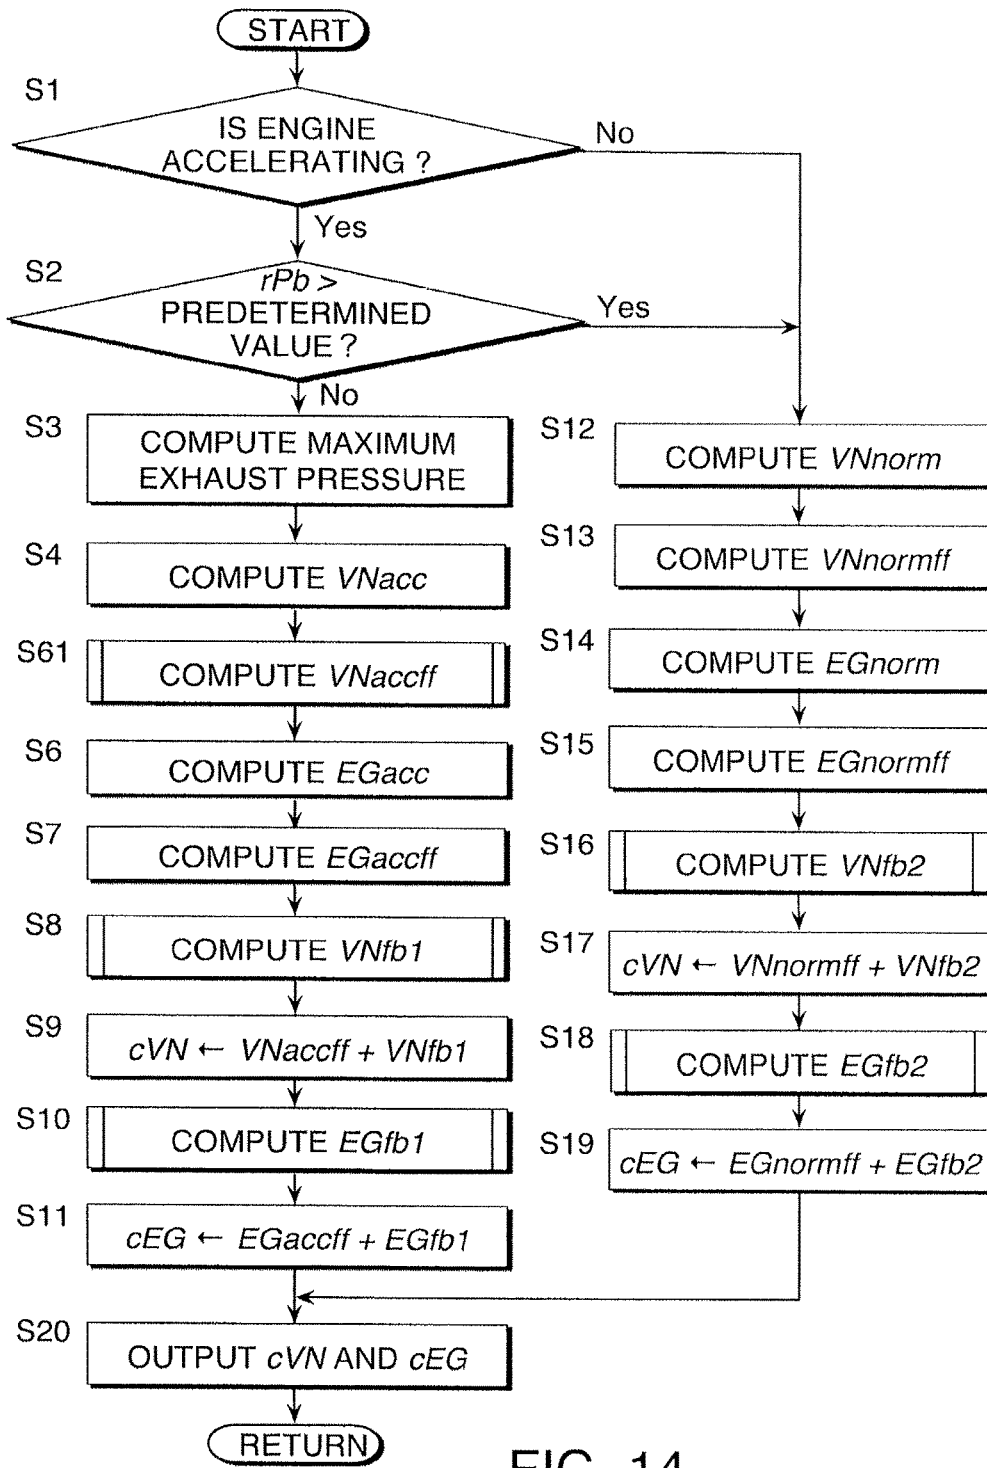 START
S1
IS ENGINE
ACCELERATING ?
No
Yes
S2
rPb >
PREDETERMINED
VALUE ?
Yes
No
S3
COMPUTE MAXIMUM
EXHAUST PRESSURE
S4
COMPUTE VNacc
S61
COMPUTE VNaccff
S6
COMPUTE EGacc
S7
COMPUTE EGaccff
S8
COMPUTE VNfb1
S9
cVN ← VNaccff + VNfb1
S10
COMPUTE EGfb1
S11
cEG ← EGaccff + EGfb1
S12
COMPUTE VNnorm
S13
COMPUTE VNnormff
S14
COMPUTE EGnorm
S15
COMPUTE EGnormff
S16
COMPUTE VNfb2
S17
cVN ← VNnormff + VNfb2
S18
COMPUTE EGfb2
S19
cEG ← EGnormff + EGfb2
S20
OUTPUT cVN AND cEG
RETURN
FIG. 14